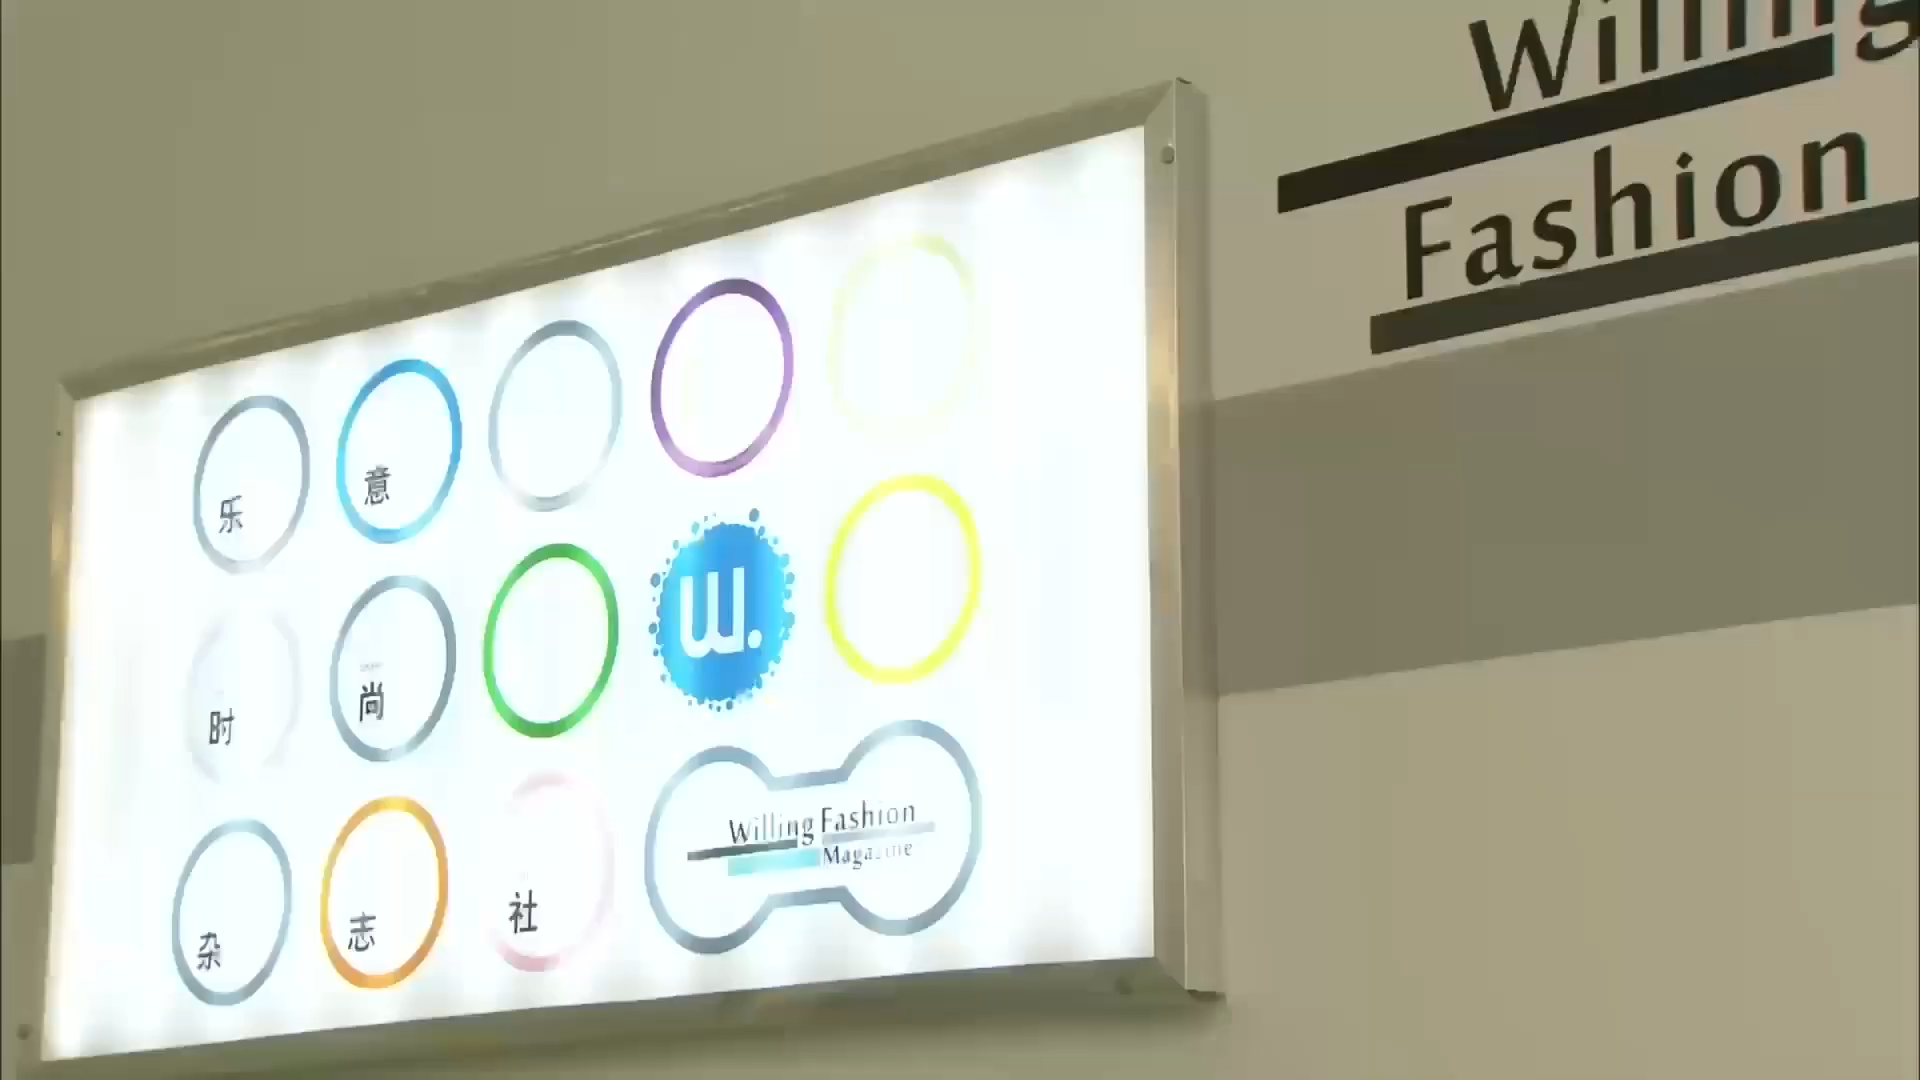 乐 意
时 尚
杂 志 社
W.
Willing Fashion
Magazine
Willing
Fashion